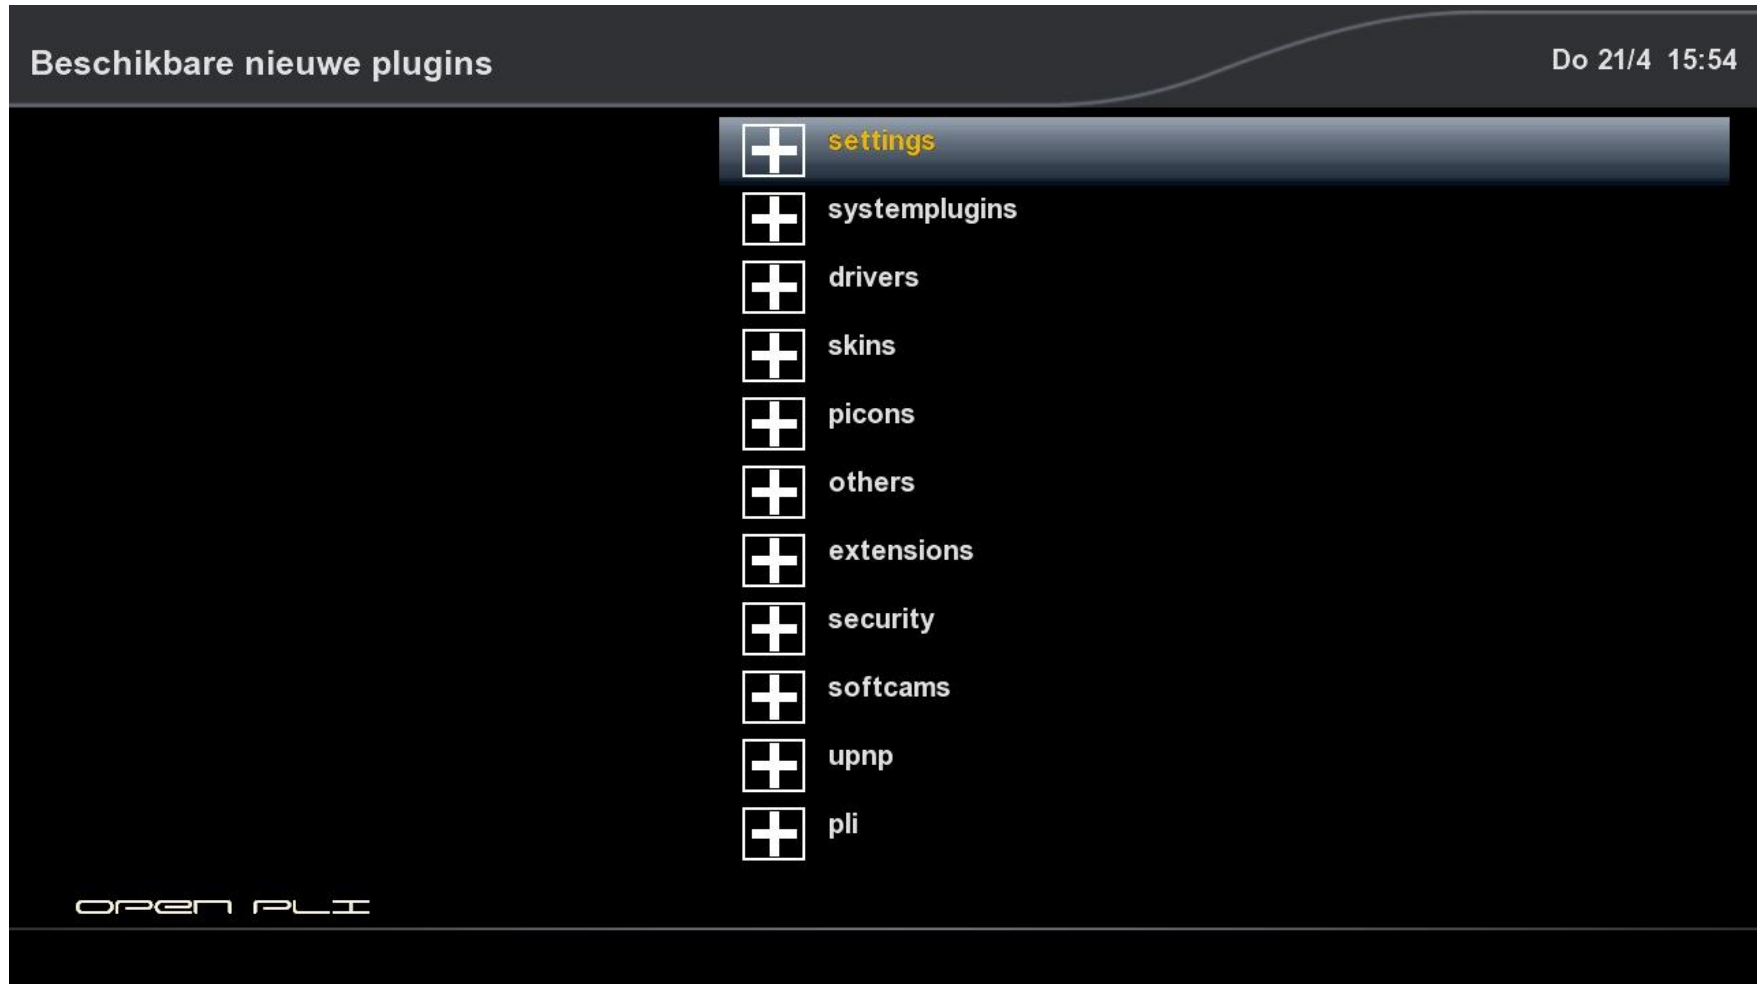 Beschikbare nieuwe plugins
Do 21/4 15:54
settings
systemplugins
drivers
skins
picons
others
extensions
security
softcams
upnp
pli
OPEN PLI